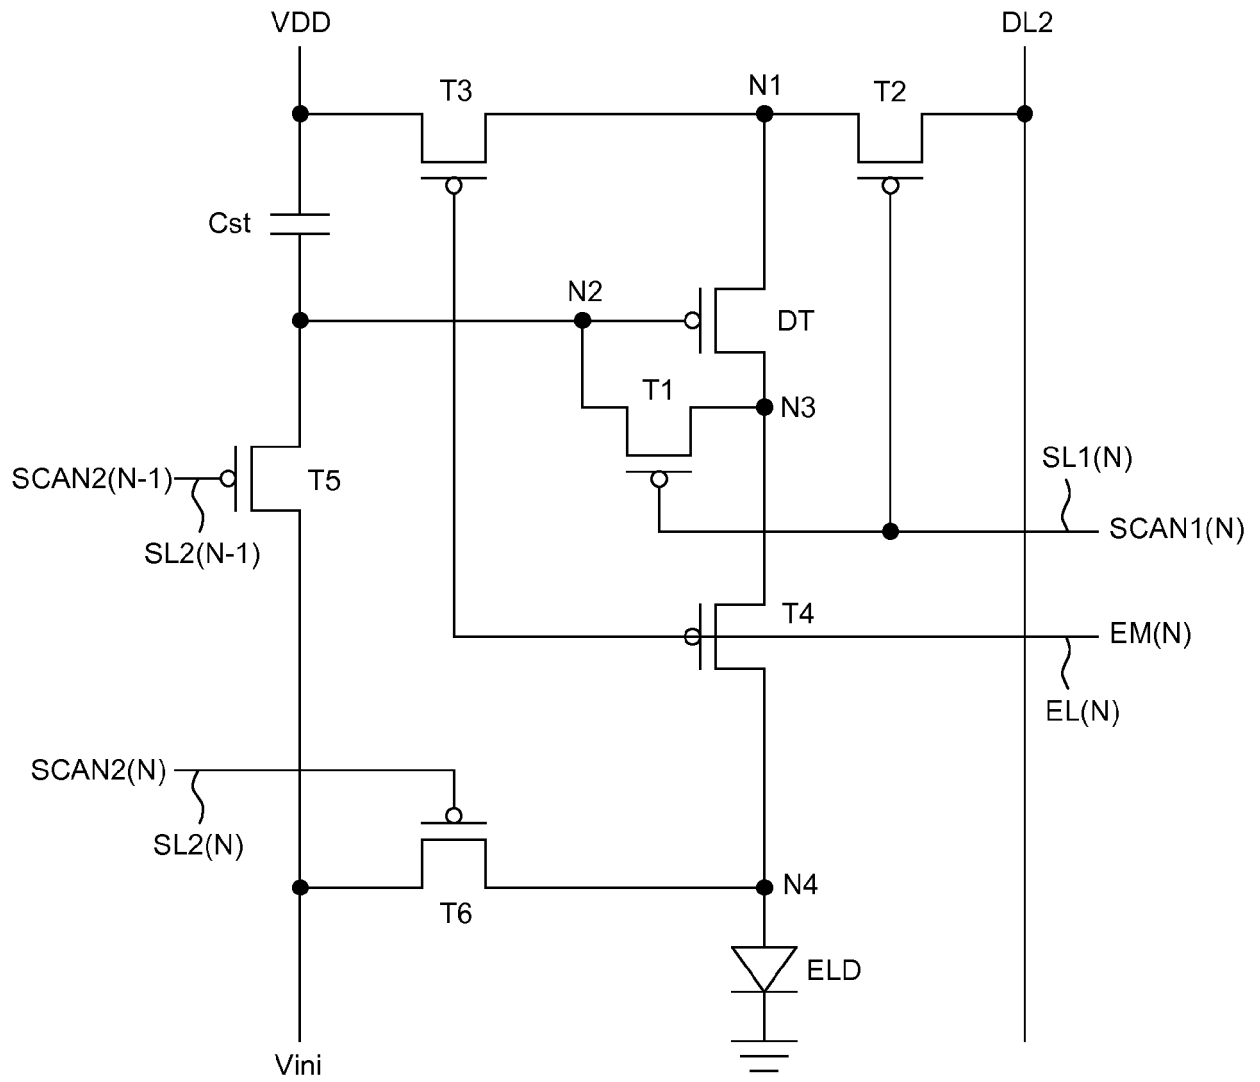 VDD
DL2
T3
N1
T2
Cst
N2
DT
T1
N3
SCAN2(N-1)
T5
SL1(N)
SCAN1(N)
SL2(N-1)
T4
EM(N)
EL(N)
SCAN2(N)
SL2(N)
T6
N4
ELD
Vini